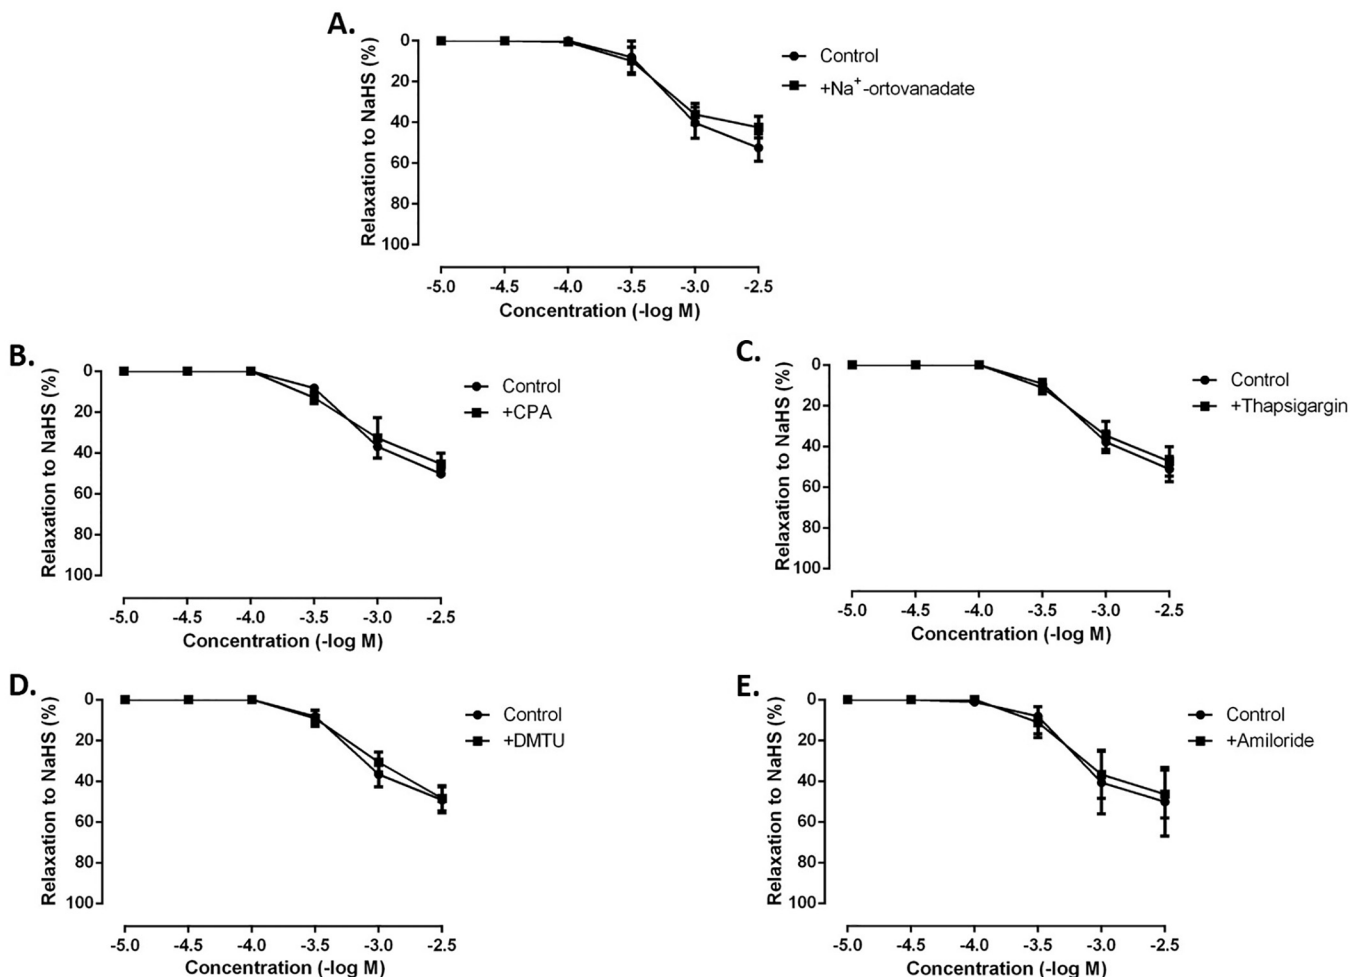 A.
Relaxation to NaHS (%)
0
20
40
60
80
100
-5.0 -4.5 -4.0 -3.5 -3.0 -2.5
Concentration (-log M)
Control
+Na+-ortovanadate
B.
Relaxation to NaHS (%)
0
20
40
60
80
100
-5.0 -4.5 -4.0 -3.5 -3.0 -2.5
Concentration (-log M)
Control
+CPA
C.
Relaxation to NaHS (%)
0
20
40
60
80
100
-5.0 -4.5 -4.0 -3.5 -3.0 -2.5
Concentration (-log M)
Control
+Thapsigargin
D.
Relaxation to NaHS (%)
0
20
40
60
80
100
-5.0 -4.5 -4.0 -3.5 -3.0 -2.5
Concentration (-log M)
Control
+DMTU
E.
Relaxation to NaHS (%)
0
20
40
60
80
100
-5.0 -4.5 -4.0 -3.5 -3.0 -2.5
Concentration (-log M)
Control
+Amiloride